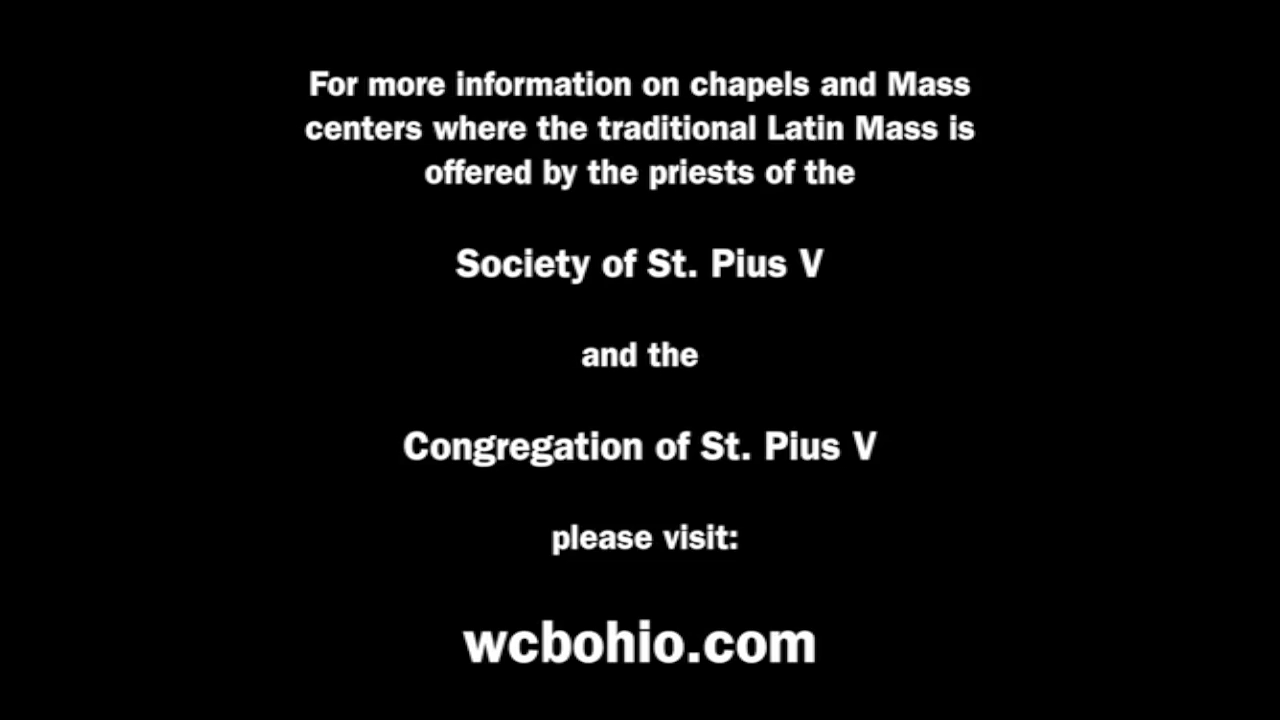 For more information on chapels and Mass
centers where the traditional Latin Mass is
offered by the priests of the
Society of St. Pius V
and the
Congregation of St. Pius V
please visit:
wcbohio.com